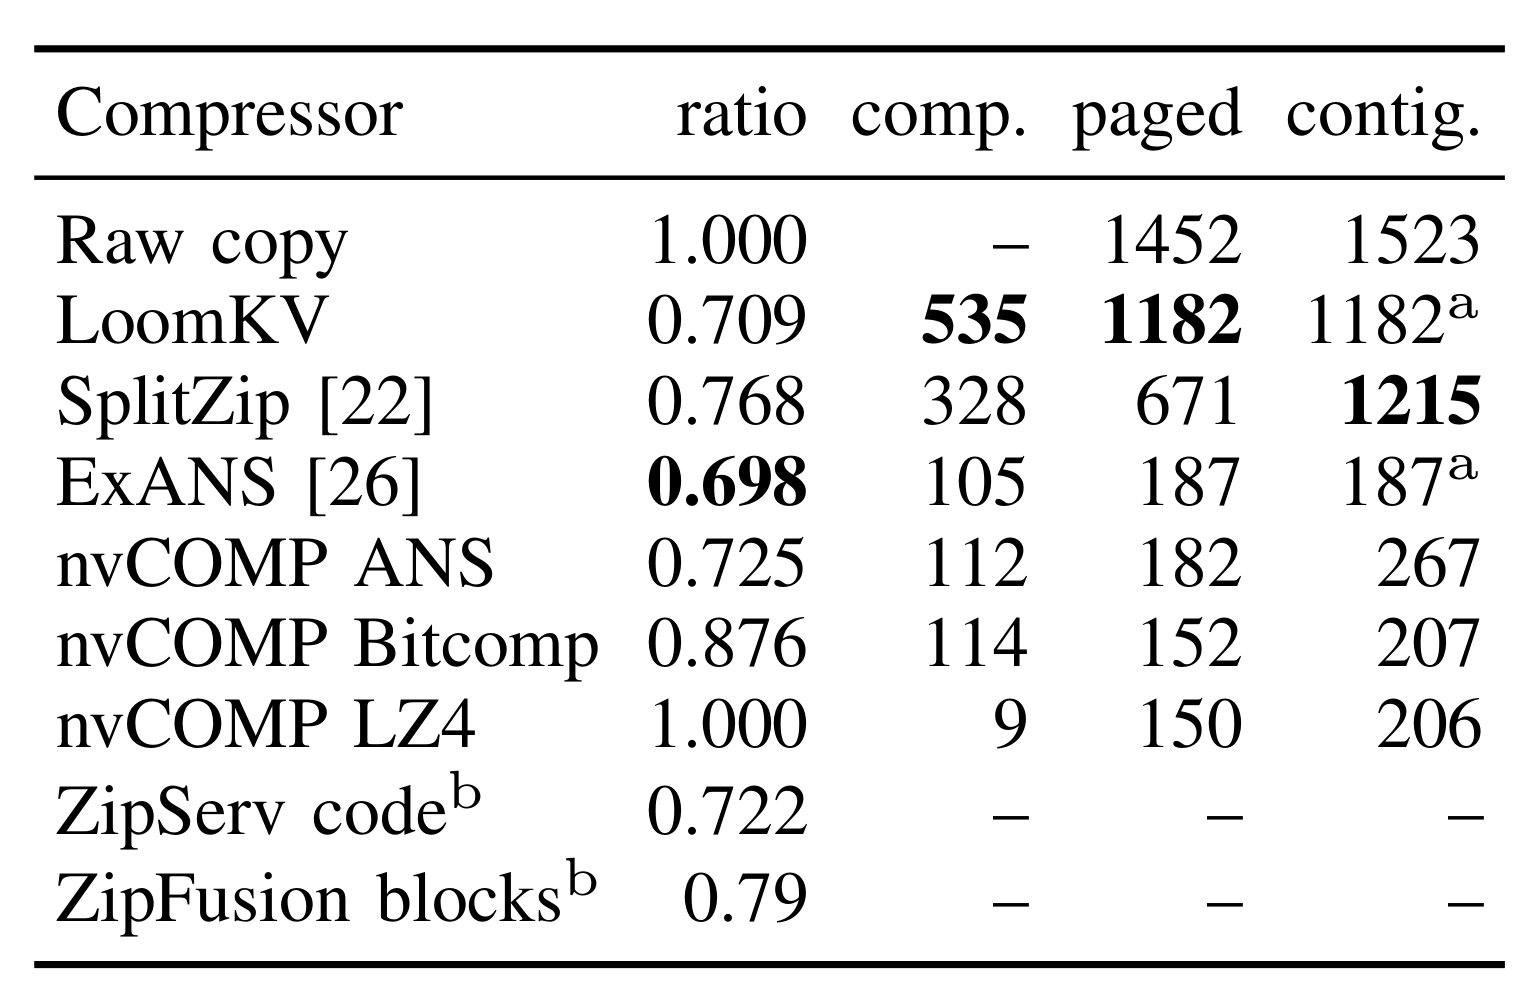 Compressor ratio comp. paged contig.
Raw copy 1.000 – 1452 1523
LoomKV 0.709 535 1182 1182ᵃ
SplitZip [22] 0.768 328 671 1215
ExANS [26] 0.698 105 187 187ᵃ
nvCOMP ANS 0.725 112 182 267
nvCOMP Bitcomp 0.876 114 152 207
nvCOMP LZ4 1.000 9 150 206
ZipServ codeᵇ 0.722 – – –
ZipFusion blocksᵇ 0.79 – – –